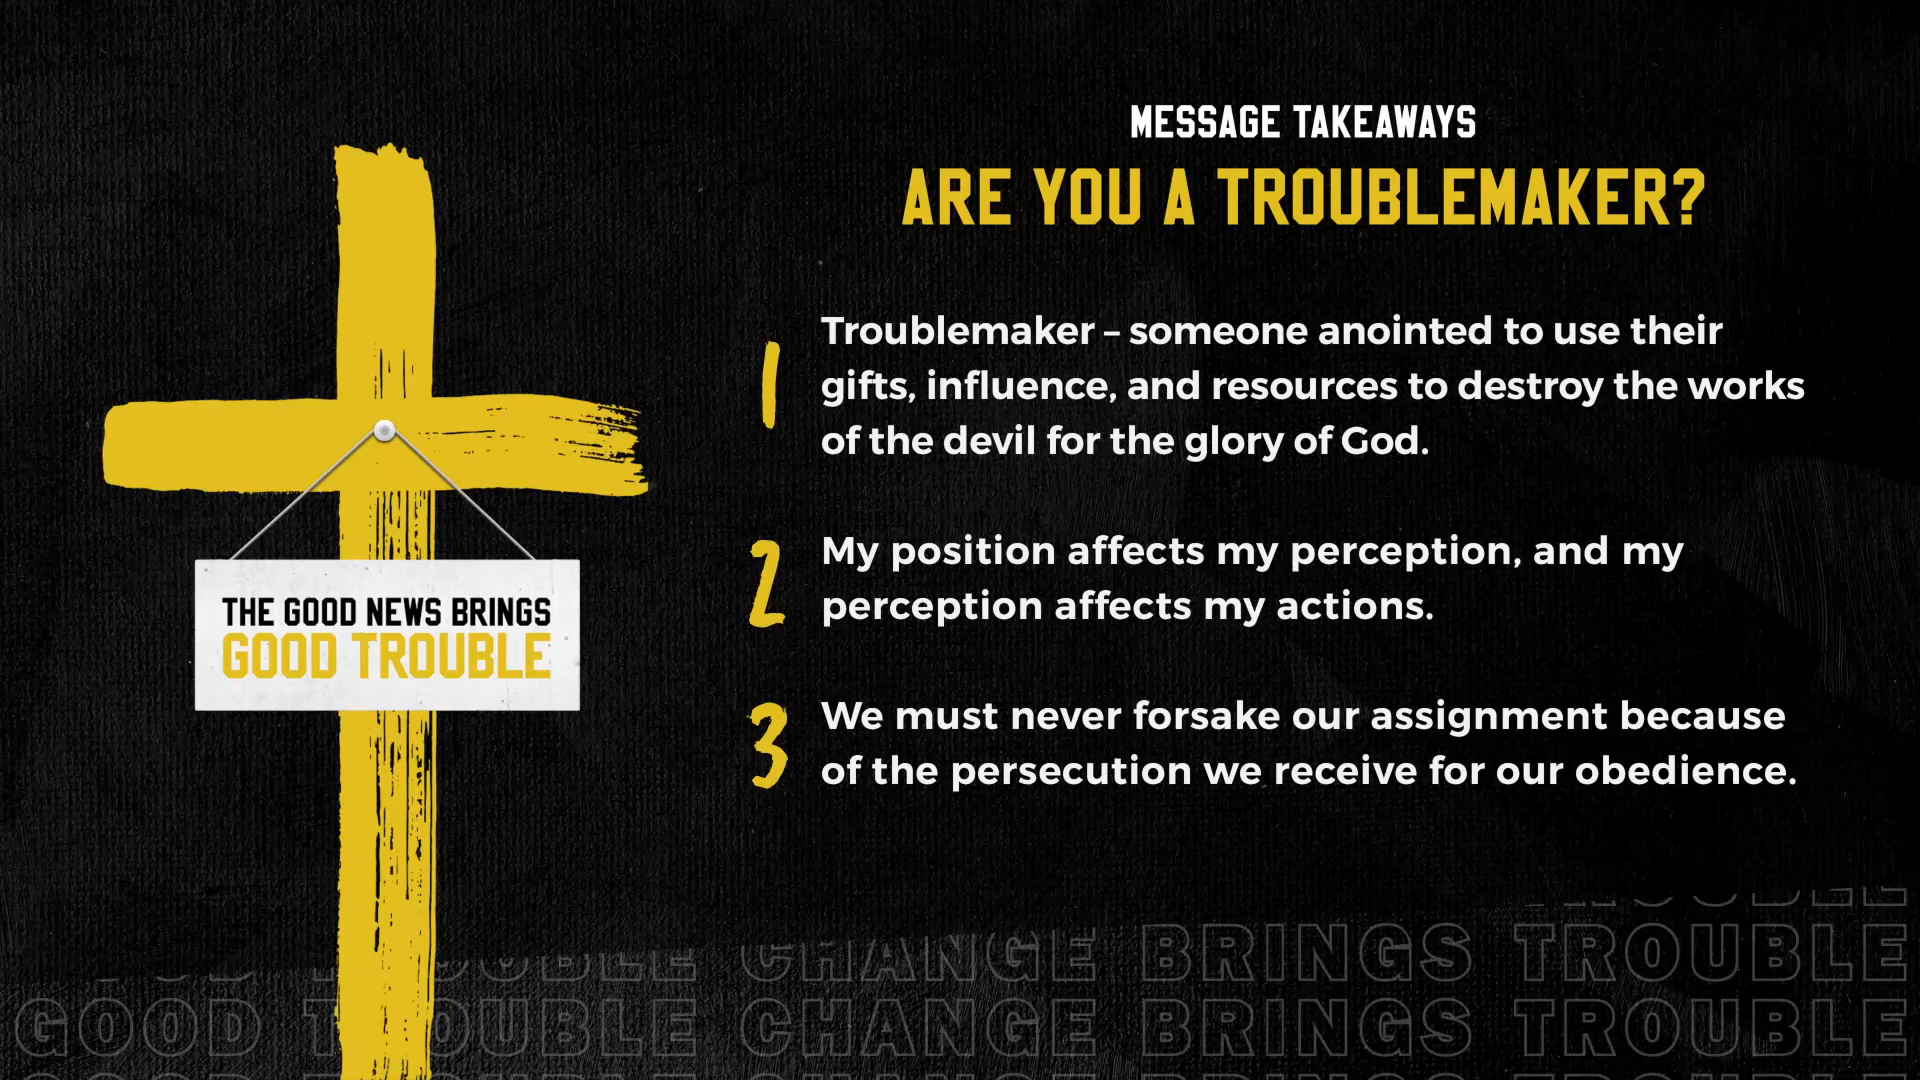 MESSAGE TAKEAWAYS
ARE YOU A TROUBLEMAKER?
1 Troublemaker – someone anointed to use their
gifts, influence, and resources to destroy the works
of the devil for the glory of God.
2 My position affects my perception, and my
perception affects my actions.
3 We must never forsake our assignment because
of the persecution we receive for our obedience.
THE GOOD NEWS BRINGS
GOOD TROUBLE
TROUBLE
TROUBLE CHANGE BRINGS TROUBLE
GOOD TROUBLE CHANGE BRINGS TROUBLE